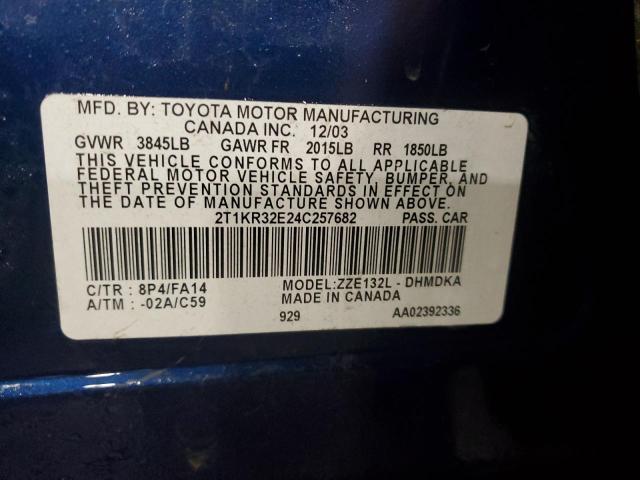 MFD. BY: TOYOTA MOTOR MANUFACTURING
CANADA INC. 12/03
GVWR 3845LB GAWR FR 2015LB RR 1850LB
THIS VEHICLE CONFORMS TO ALL APPLICABLE
FEDERAL MOTOR VEHICLE SAFETY, BUMPER, AND
THEFT PREVENTION STANDARDS IN EFFECT ON
THE DATE OF MANUFACTURE SHOWN ABOVE.
2T1KR32E24C257682 PASS. CAR
C/TR : 8P4/FA14 MODEL:ZZE132L - DHMDKA
A/TM : -02A/C59 MADE IN CANADA
929 AA02392336